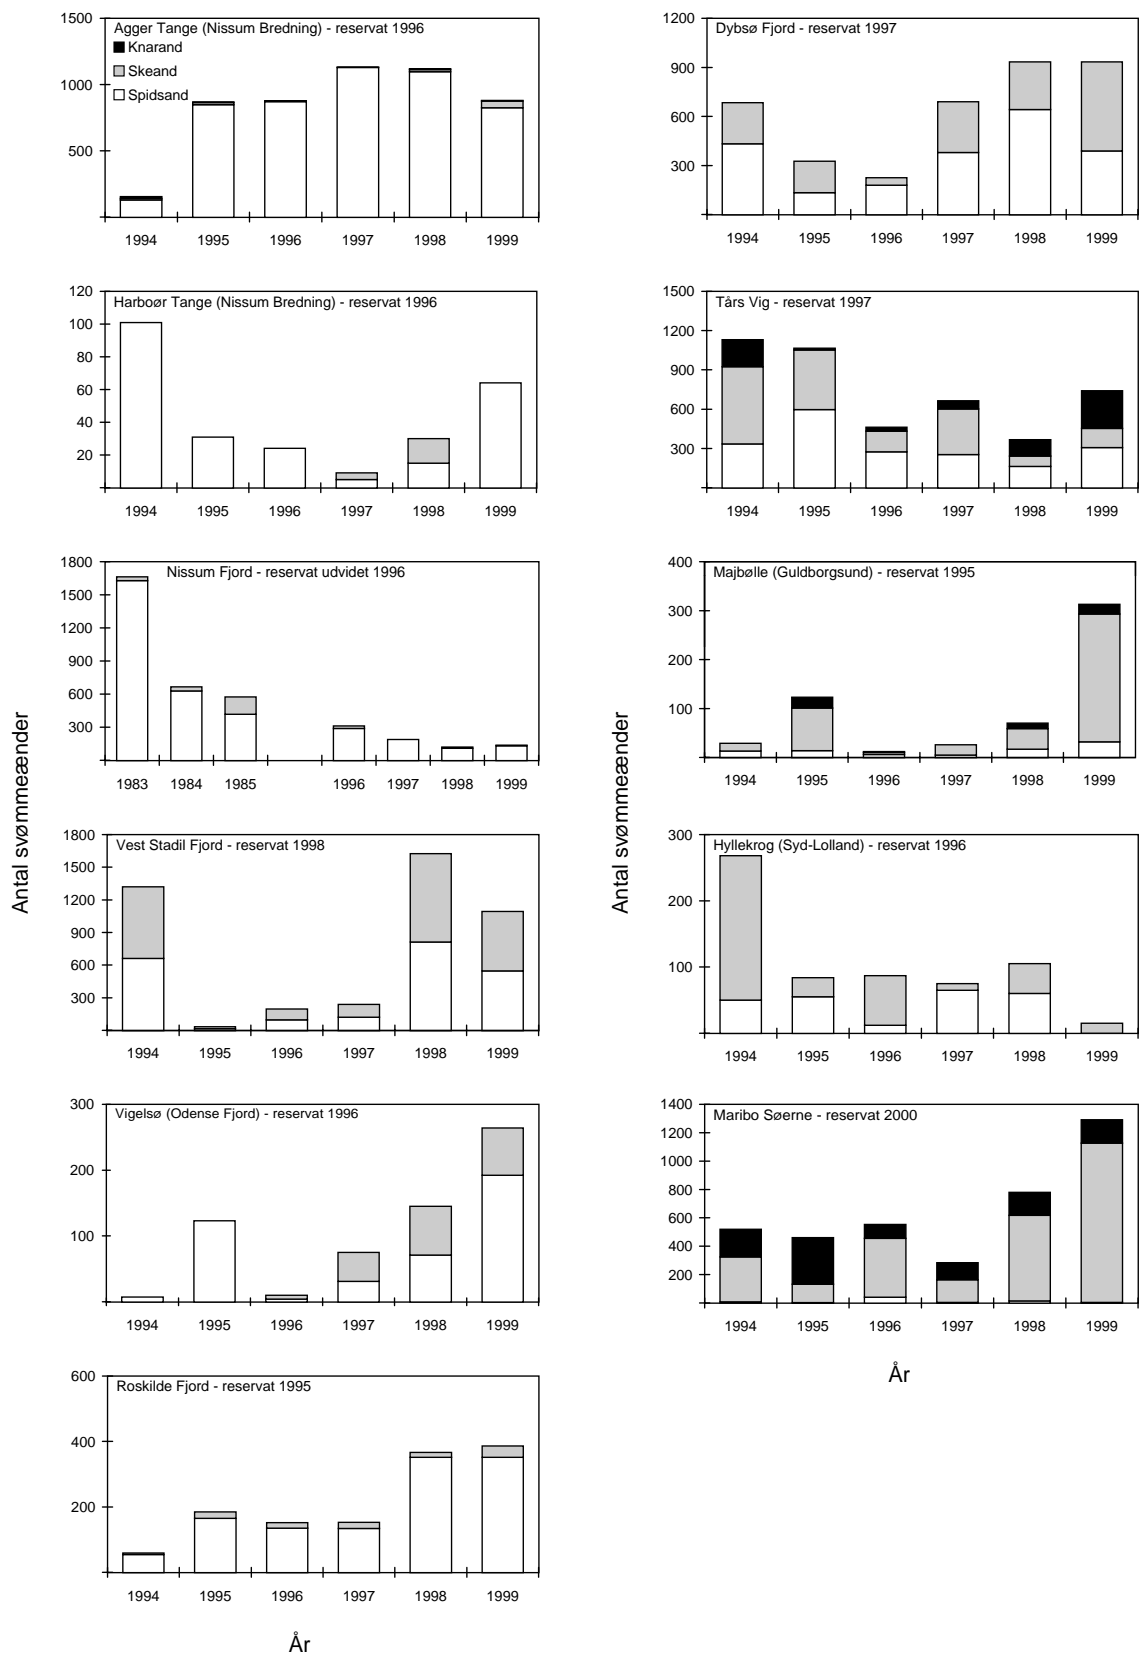 Antal svømmeænder
Agger Tange (Nissum Bredning) - reservat 1996
Knarand
Skeand
Spidsand
1500
1000
500
1994 1995 1996 1997 1998 1999
Harboør Tange (Nissum Bredning) - reservat 1996
120
100
80
60
40
20
1994 1995 1996 1997 1998 1999
Nissum Fjord - reservat udvidet 1996
1800
1500
1200
900
600
300
1983 1984 1985 1996 1997 1998 1999
Vest Stadil Fjord - reservat 1998
1800
1500
1200
900
600
300
1994 1995 1996 1997 1998 1999
Vigelsø (Odense Fjord) - reservat 1996
300
200
100
1994 1995 1996 1997 1998 1999
Roskilde Fjord - reservat 1995
600
400
200
1994 1995 1996 1997 1998 1999
År
Antal svømmeænder
Dybsø Fjord - reservat 1997
1200
900
600
300
1994 1995 1996 1997 1998 1999
Tårs Vig - reservat 1997
1500
1200
900
600
300
1994 1995 1996 1997 1998 1999
Majbølle (Guldborgsund) - reservat 1995
400
300
200
100
1994 1995 1996 1997 1998 1999
Hyllekrog (Syd-Lolland) - reservat 1996
300
200
100
1994 1995 1996 1997 1998 1999
Maribo Søerne - reservat 2000
1400
1200
1000
800
600
400
200
1994 1995 1996 1997 1998 1999
År